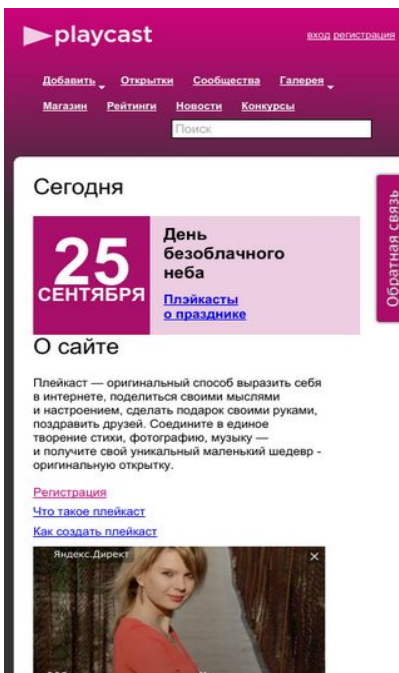 playcast
вход регистрация
Добавить Открытки Сообщества Галерея
Магазин Рейтинги Новости Конкурсы
Поиск
Обратная связь
Сегодня
25
СЕНТЯБРЯ
День
безоблачного
неба
Плэйкасты
о празднике
О сайте
Плейкаст — оригинальный способ выразить себя
в интернете, поделиться своими мыслями
и настроением, сделать подарок своими руками,
поздравить друзей. Соедините в единое
творение стихи, фотографию, музыку —
и получите свой уникальный маленький шедевр -
оригинальную открытку.
Регистрация
Что такое плейкаст
Как создать плейкаст
Яндекс.Директ